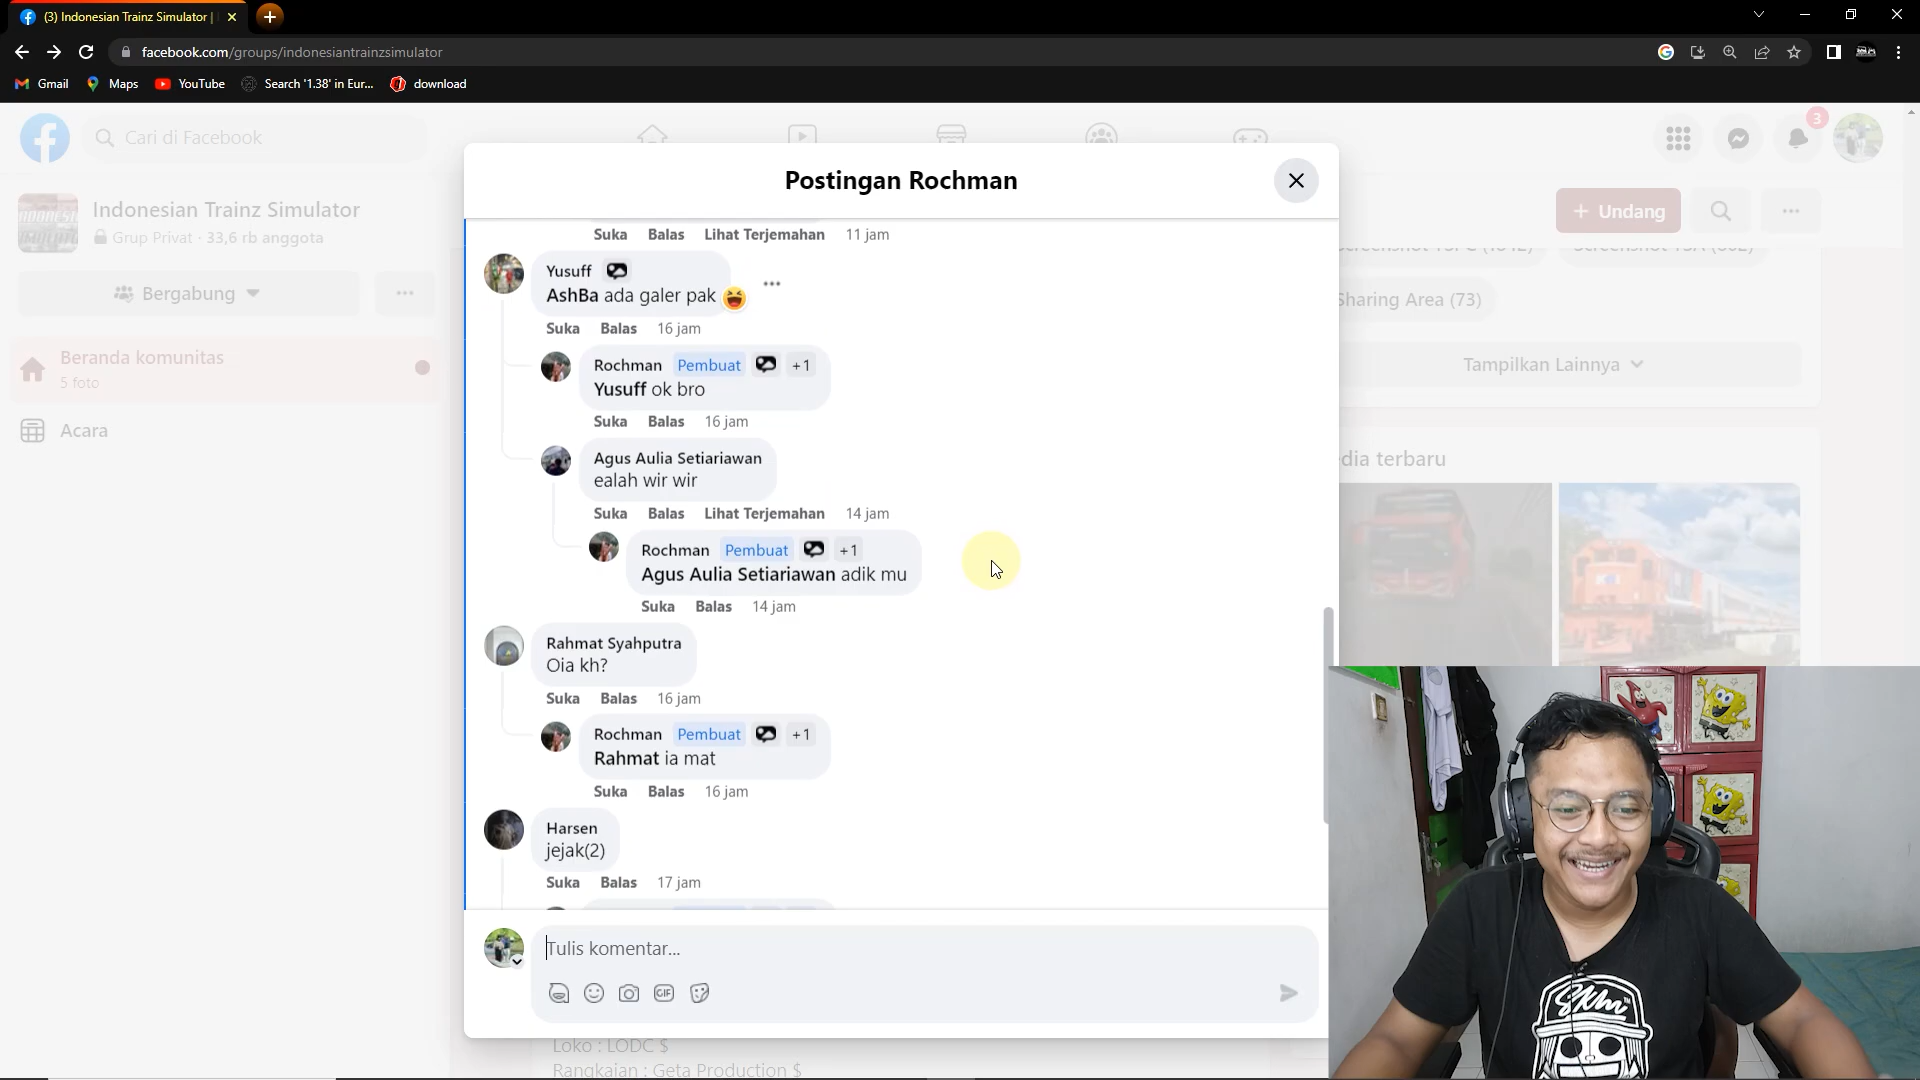 (3) Indonesian Trainz Simulator |
facebook.com/groups/indonesiantrainzsimulator
Gmail
Maps
YouTube
Search '1.38' in Eur...
download
Cari di Facebook
3
Indonesian Trainz Simulator
Grup Privat · 33,6 rb anggota
Bergabung
Beranda komunitas
5 foto
Acara
Undang
Sharing Area (73)
Tampilkan Lainnya
dia terbaru
Postingan Rochman
Suka Balas Lihat Terjemahan 11 jam
Yusuff
AshBa ada galer pak 😆
Suka Balas 16 jam
Rochman Pembuat +1
Yusuff ok bro
Suka Balas 16 jam
Agus Aulia Setiariawan
ealah wir wir
Suka Balas Lihat Terjemahan 14 jam
Rochman Pembuat +1
Agus Aulia Setiariawan adik mu
Suka Balas 14 jam
Rahmat Syahputra
Oia kh?
Suka Balas 16 jam
Rochman Pembuat +1
Rahmat ia mat
Suka Balas 16 jam
Harsen
jejak(2)
Suka Balas 17 jam
Tulis komentar...
GIF
Loko : LODC $
Rangkaian : Geta Production $